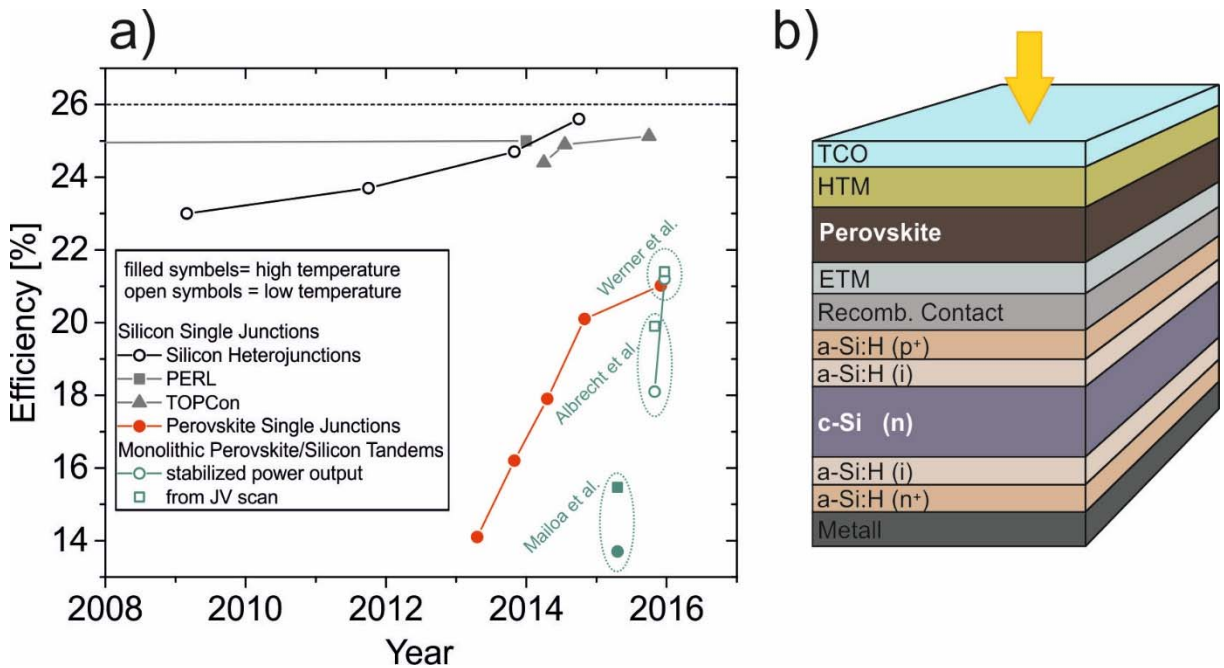 a)
b)
Efficiency [%]
26
24
22
20
18
16
14
2008
2010
2012
2014
2016
Year
filled symbels= high temperature
open symbols = low temperature
Silicon Single Junctions
Silicon Heterojunctions
PERL
TOPCon
Perovskite Single Junctions
Monolithic Perovskite/Silicon Tandems
stabilized power output
from JV scan
Werner et al.
Albrecht et al.
Mailoa et al.
TCO
HTM
Perovskite
ETM
Recomb. Contact
a-Si:H (p⁺)
a-Si:H (i)
c-Si (n)
a-Si:H (i)
a-Si:H (n⁺)
Metall